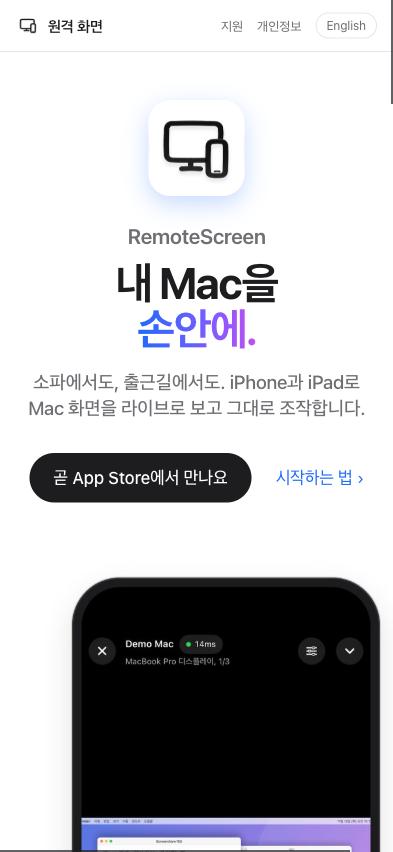 원격 화면
지원
개인정보
English
RemoteScreen
내 Mac을
손안에.
소파에서도, 출근길에서도. iPhone과 iPad로
Mac 화면을 라이브로 보고 그대로 조작합니다.
곧 App Store에서 만나요
시작하는 법 ›
Demo Mac
14ms
MacBook Pro 디스플레이, 1/3